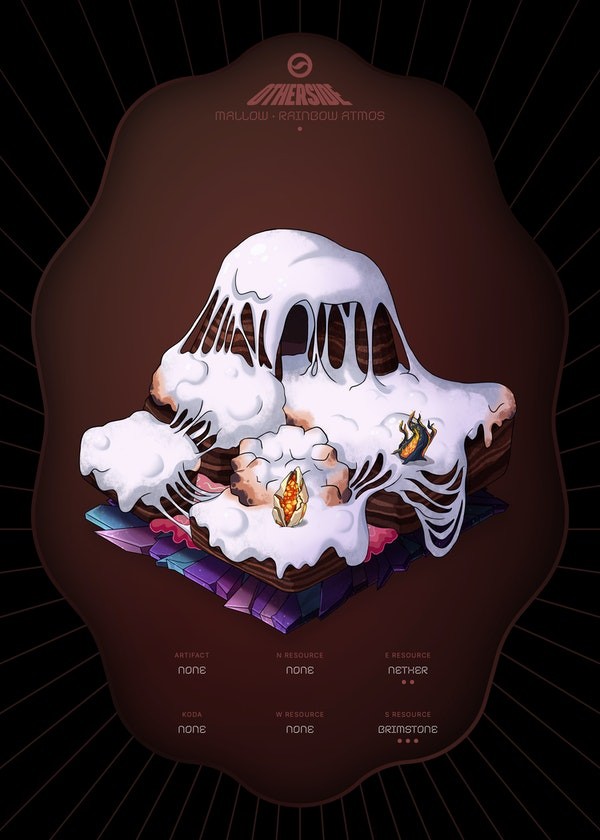 OTHERSIDE
MALLOW · RAINBOW ATMOS
ARTIFACT
NONE
N RESOURCE
NONE
E RESOURCE
NETHER
KODA
NONE
W RESOURCE
NONE
S RESOURCE
BRIMSTONE